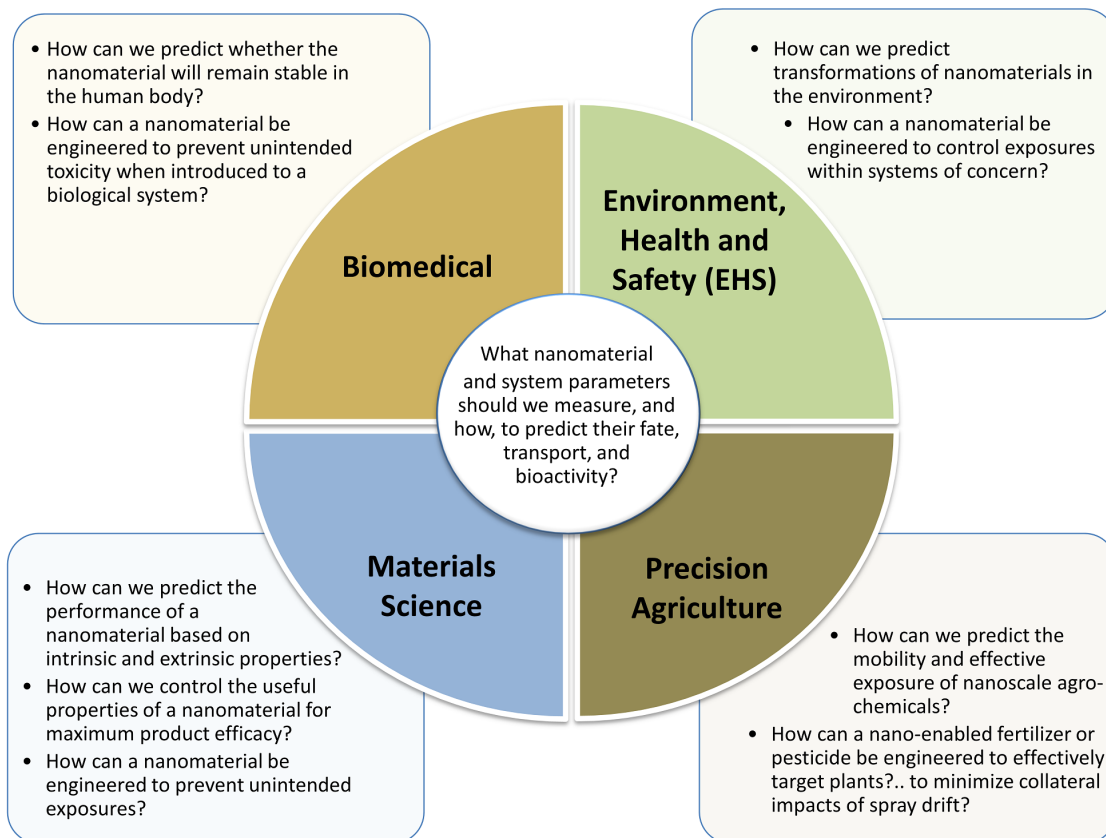 • How can we predict whether the
nanomaterial will remain stable in
the human body?
• How can a nanomaterial be
engineered to prevent unintended
toxicity when introduced to a
biological system?
• How can we predict
transformations of nanomaterials in
the environment?
• How can a nanomaterial be
engineered to control exposures
within systems of concern?
Biomedical
Environment,
Health and
Safety (EHS)
What nanomaterial
and system parameters
should we measure, and
how, to predict their fate,
transport, and
bioactivity?
Materials
Science
Precision
Agriculture
• How can we predict the
performance of a
nanomaterial based on
intrinsic and extrinsic properties?
• How can we control the useful
properties of a nanomaterial for
maximum product efficacy?
• How can a nanomaterial be
engineered to prevent unintended
exposures?
• How can we predict the
mobility and effective
exposure of nanoscale agro-
chemicals?
• How can a nano-enabled fertilizer or
pesticide be engineered to effectively
target plants?.. to minimize collateral
impacts of spray drift?